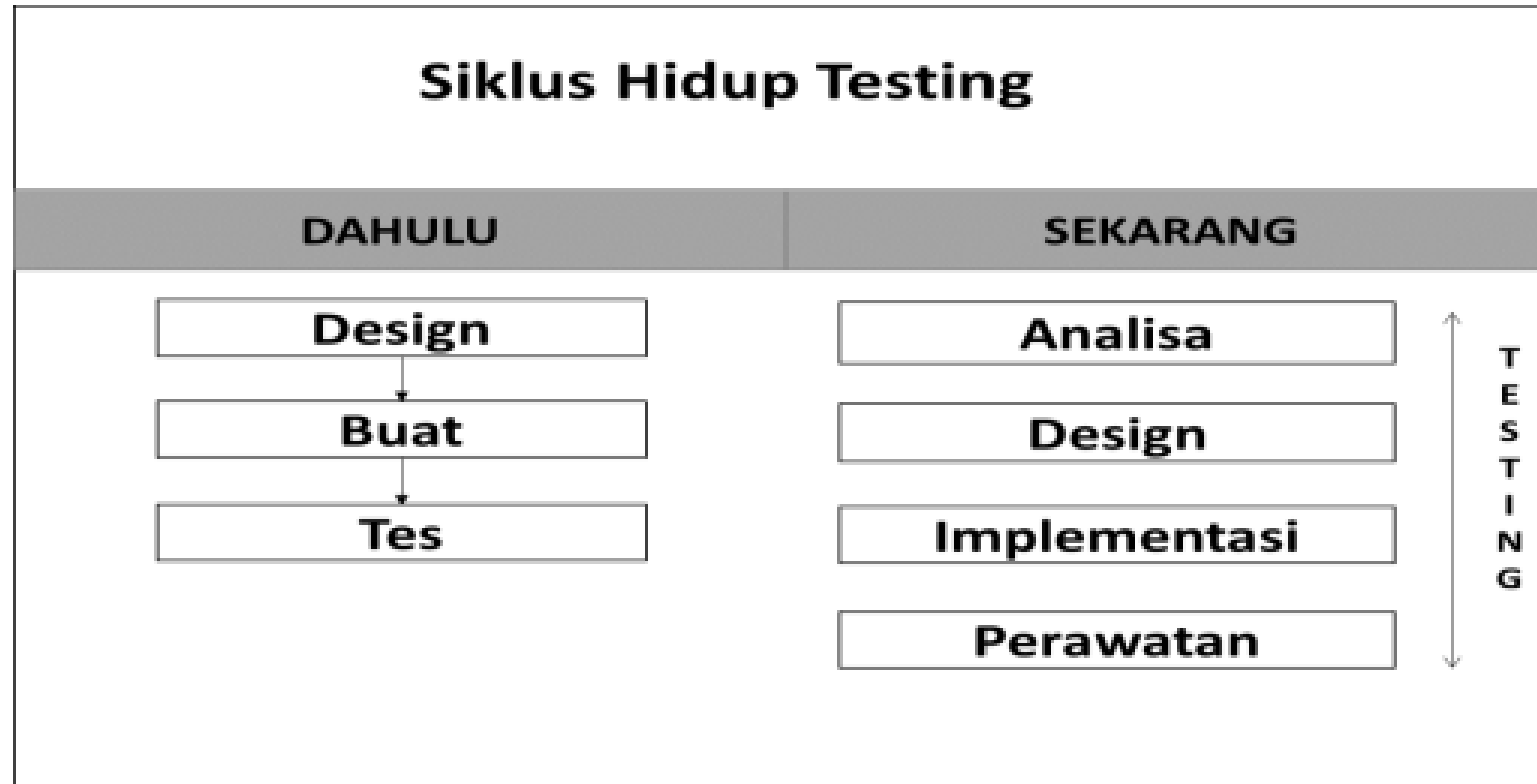 Siklus Hidup Testing
DAHULU
SEKARANG
Design
Buat
Tes
Analisa
Design
Implementasi
Perawatan
TESTING